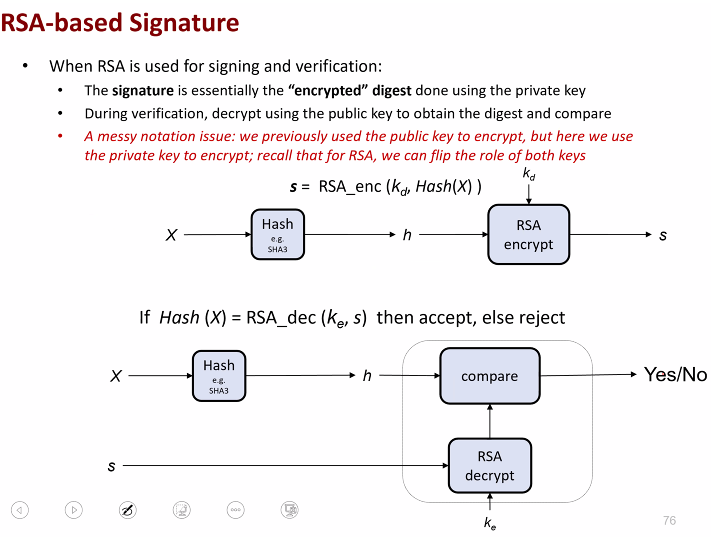 RSA-based Signature
• When RSA is used for signing and verification:
• The signature is essentially the “encrypted” digest done using the private key
• During verification, decrypt using the public key to obtain the digest and compare
• A messy notation issue: we previously used the public key to encrypt, but here we use
the private key to encrypt; recall that for RSA, we can flip the role of both keys
kd
s = RSA_enc (kd, Hash(X) )
X
Hash
e.g.
SHA3
h
RSA
encrypt
s
If Hash (X) = RSA_dec (ke, s) then accept, else reject
X
Hash
e.g.
SHA3
h
compare
Yes/No
s
RSA
decrypt
ke
76